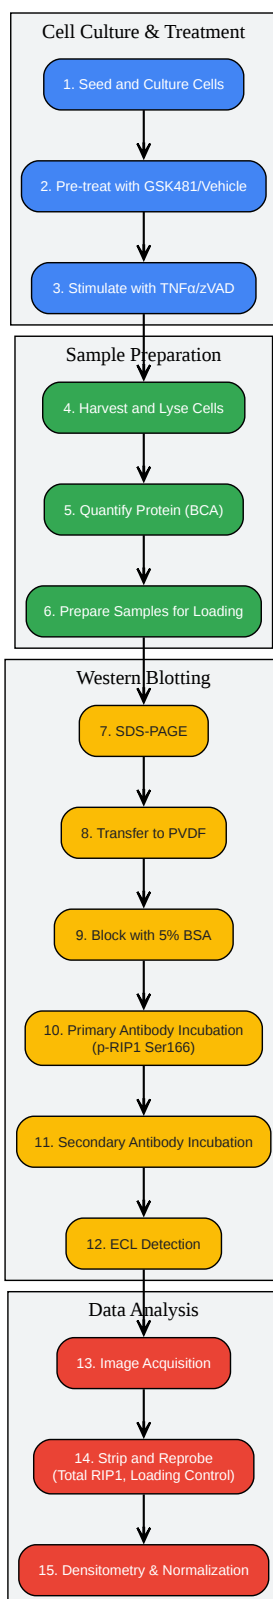 Cell Culture & Treatment
1. Seed and Culture Cells
2. Pre-treat with GSK481/Vehicle
3. Stimulate with TNFα/zVAD
Sample Preparation
4. Harvest and Lyse Cells
5. Quantify Protein (BCA)
6. Prepare Samples for Loading
Western Blotting
7. SDS-PAGE
8. Transfer to PVDF
9. Block with 5% BSA
10. Primary Antibody Incubation
(p-RIP1 Ser166)
11. Secondary Antibody Incubation
12. ECL Detection
Data Analysis
13. Image Acquisition
14. Strip and Reprobe
(Total RIP1, Loading Control)
15. Densitometry & Normalization